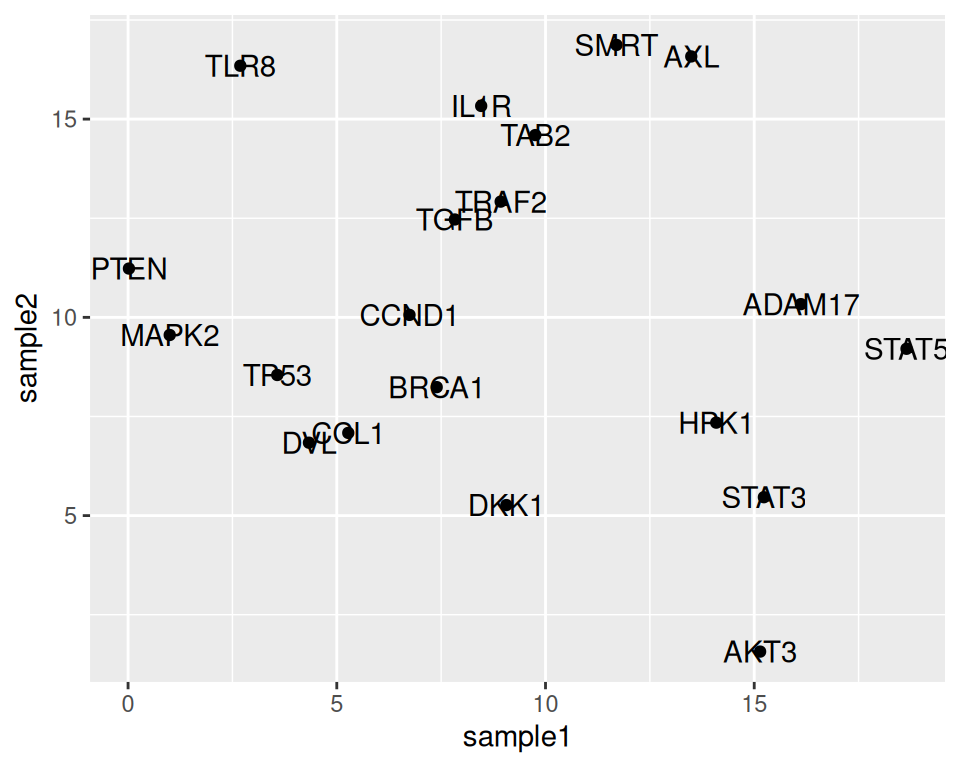 SMRT
AXL
TLR8
IL1R
15
TAB2
TRAF2
TGFB
PTEN
ADAM17
10
CCND1
MAPK2
STAT5
TP53
BRCA1
HPK1
CCL1
DVL
STAT3
5
DKK1
AKT3
sample2
0 5 10 15
sample1